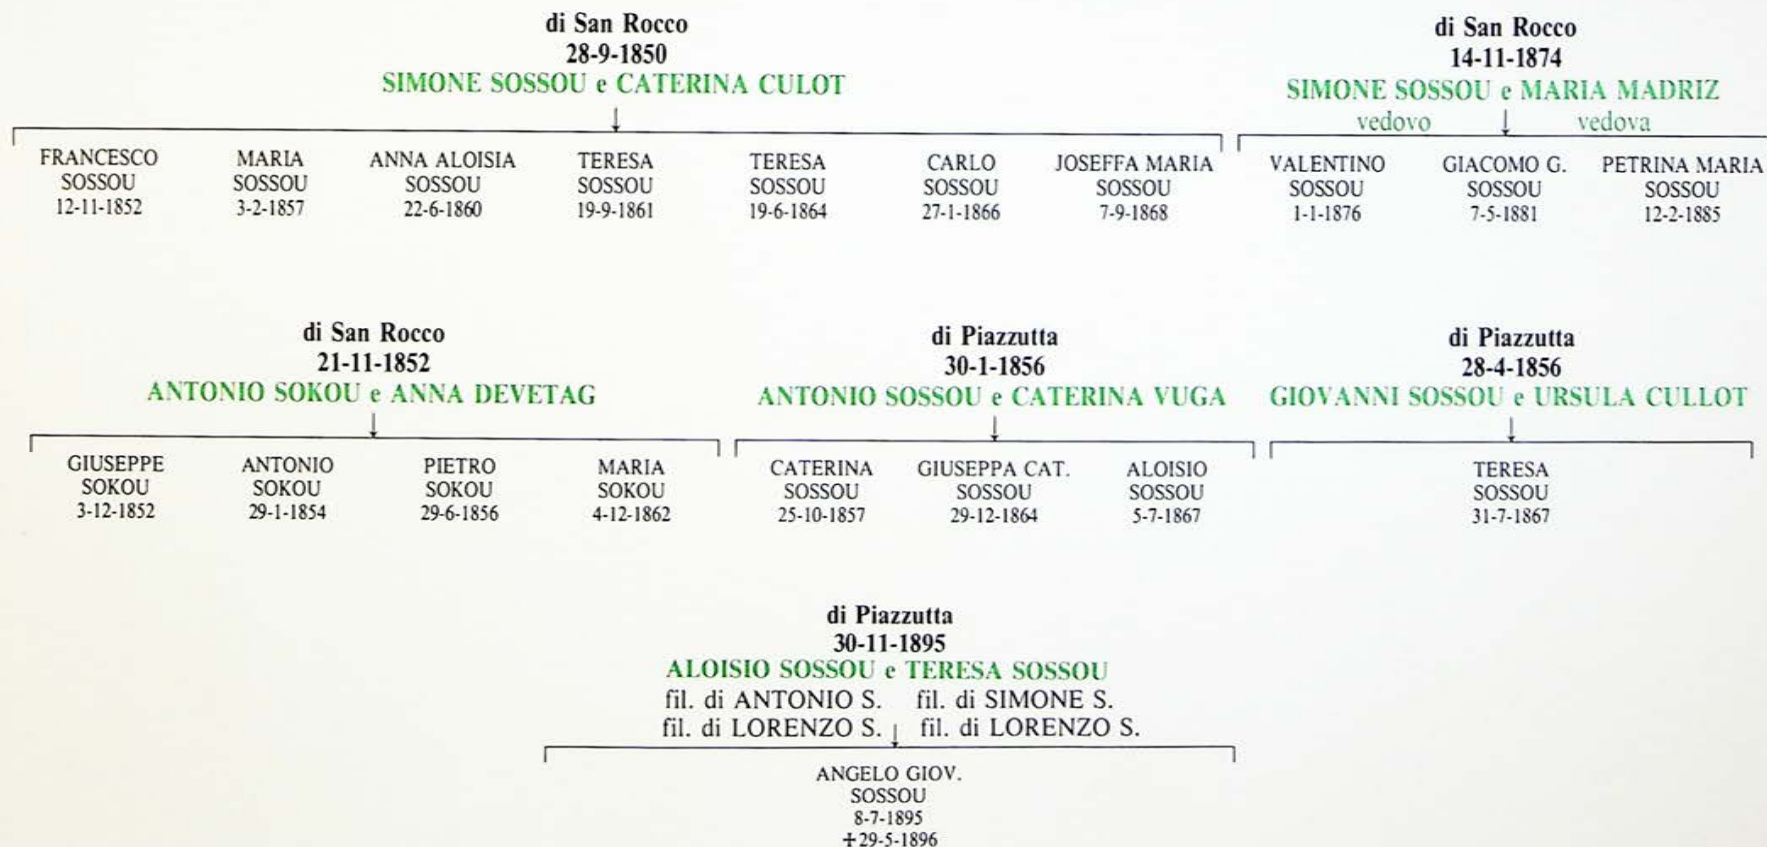 di San Rocco
28-9-1850
SIMONE SOSSOU e CATERINA CULOT
FRANCESCO
SOSSOU
12-11-1852
MARIA
SOSSOU
3-2-1857
ANNA ALOISIA
SOSSOU
22-6-1860
TERESA
SOSSOU
19-9-1861
TERESA
SOSSOU
19-6-1864
CARLO
SOSSOU
27-1-1866
JOSEFFA MARIA
SOSSOU
7-9-1868
di San Rocco
14-11-1874
SIMONE SOSSOU e MARIA MADRIZ
vedovo vedova
VALENTINO
SOSSOU
1-1-1876
GIACOMO G.
SOSSOU
7-5-1881
PETRINA MARIA
SOSSOU
12-2-1885
di San Rocco
21-11-1852
ANTONIO SOKOU e ANNA DEVETAG
GIUSEPPE
SOKOU
3-12-1852
ANTONIO
SOKOU
29-1-1854
PIETRO
SOKOU
29-6-1856
MARIA
SOKOU
4-12-1862
di Piazzutta
30-1-1856
ANTONIO SOSSOU e CATERINA VUGA
CATERINA
SOSSOU
25-10-1857
GIUSEPPA CAT.
SOSSOU
29-12-1864
ALOISIO
SOSSOU
5-7-1867
di Piazzutta
28-4-1856
GIOVANNI SOSSOU e URSULA CULLOT
TERESA
SOSSOU
31-7-1867
di Piazzutta
30-11-1895
ALOISIO SOSSOU e TERESA SOSSOU
fil. di ANTONIO S. fil. di SIMONE S.
fil. di LORENZO S. fil. di LORENZO S.
ANGELO GIOV.
SOSSOU
8-7-1895
+29-5-1896